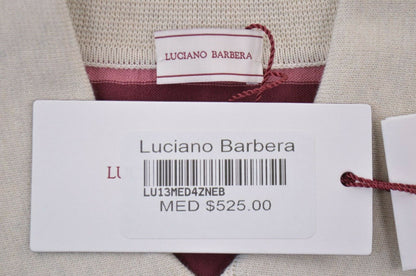 LUCIANO BARBERA
LU
Luciano Barbera
LU13MED4ZNEB
MED $525.00